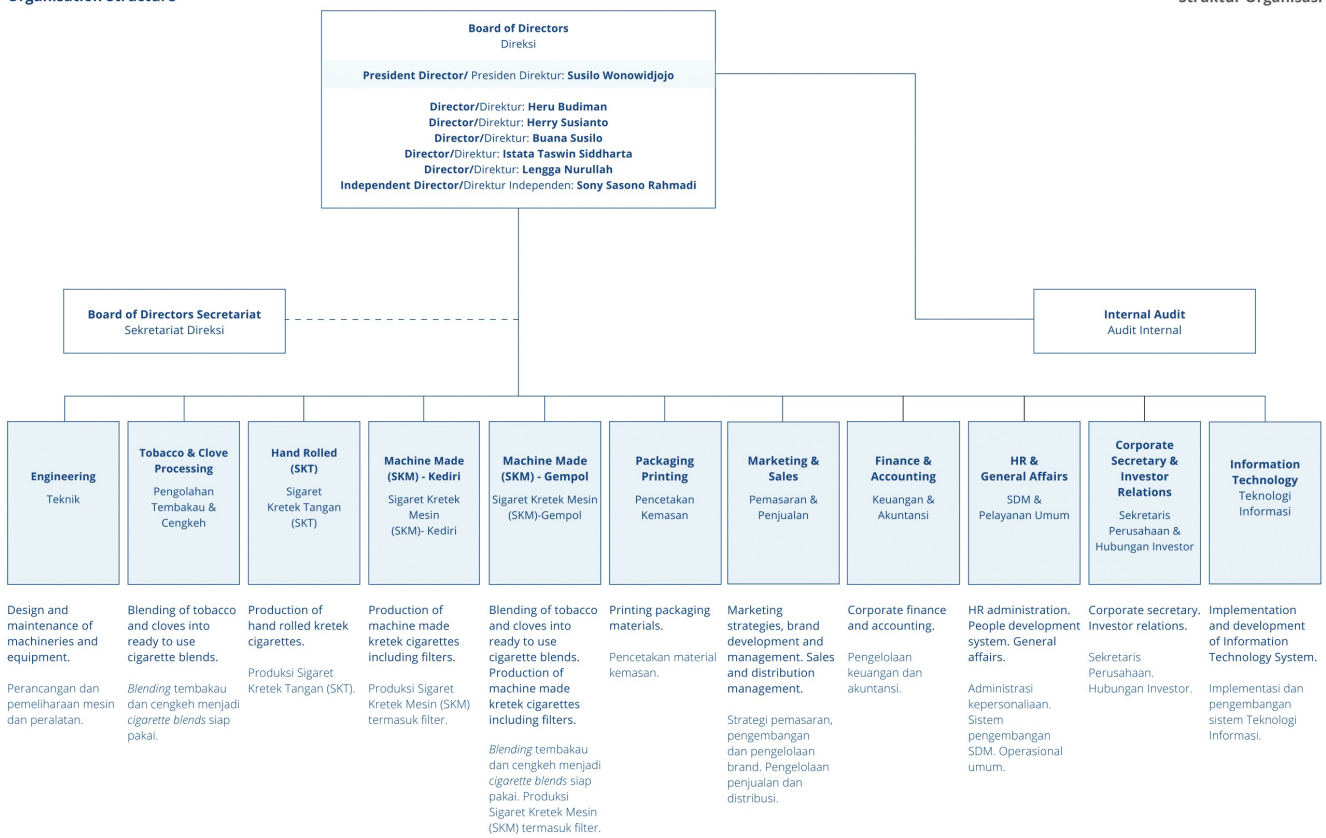 Organisation Structure
Struktur Organisasi
Board of Directors
Direksi
President Director/ Presiden Direktur: Susilo Wonowidjojo
Director/Direktur: Heru Budiman
Director/Direktur: Herry Susianto
Director/Direktur: Buana Susilo
Director/Direktur: Istata Taswin Siddharta
Director/Direktur: Lengga Nurullah
Independent Director/Direktur Independen: Sony Sasono Rahmadi
Board of Directors Secretariat
Sekretariat Direksi
Internal Audit
Audit Internal
Engineering
Teknik
Tobacco & Clove
Processing
Pengolahan
Tembakau &
Cengkeh
Hand Rolled
(SKT)
Sigaret
Kretek Tangan
(SKT)
Machine Made
(SKM) - Kediri
Sigaret Kretek
Mesin
(SKM)- Kediri
Machine Made
(SKM) - Gempol
Sigaret Kretek Mesin
(SKM)-Gempol
Packaging
Printing
Pencetakan
Kemasan
Marketing &
Sales
Pemasaran &
Penjualan
Finance &
Accounting
Keuangan &
Akuntansi
HR &
General Affairs
SDM &
Pelayanan Umum
Corporate
Secretary &
Investor
Relations
Sekretaris
Perusahaan &
Hubungan Investor
Information
Technology
Teknologi
Informasi
Design and
maintenance of
machineries and
equipment.
Perancangan dan
pemeliharaan mesin
dan peralatan.
Blending of tobacco
and cloves into
ready to use
cigarette blends.
Blending tembakau
dan cengkeh menjadi
cigarette blends siap
pakai.
Production of
hand rolled kretek
cigarettes.
Produksi Sigaret
Kretek Tangan (SKT).
Production of
machine made
kretek cigarettes
including filters.
Produksi Sigaret
Kretek Mesin (SKM)
termasuk filter.
Blending of tobacco
and cloves into
ready to use
cigarette blends.
Production of
machine made
kretek cigarettes
including filters.
Blending tembakau
dan cengkeh menjadi
cigarette blends siap
pakai. Produksi
Sigaret Kretek Mesin
(SKM) termasuk filter.
Printing packaging
materials.
Pencetakan material
kemasan.
Marketing
strategies, brand
development and
management. Sales
and distribution
management.
Strategi pemasaran,
pengembangan
dan pengelolaan
brand. Pengelolaan
penjualan dan
distribusi.
Corporate finance
and accounting.
Pengelolaan
keuangan dan
akuntansi.
HR administration.
People development
system. General
affairs.
Administrasi
kepersonaliaan.
Sistem
pengembangan
SDM. Operasional
umum.
Corporate secretary.
Investor relations.
Sekretaris
Perusahaan.
Hubungan Investor.
Implementation
and development
of Information
Technology System.
Implementasi dan
pengembangan
sistem Teknologi
Informasi.